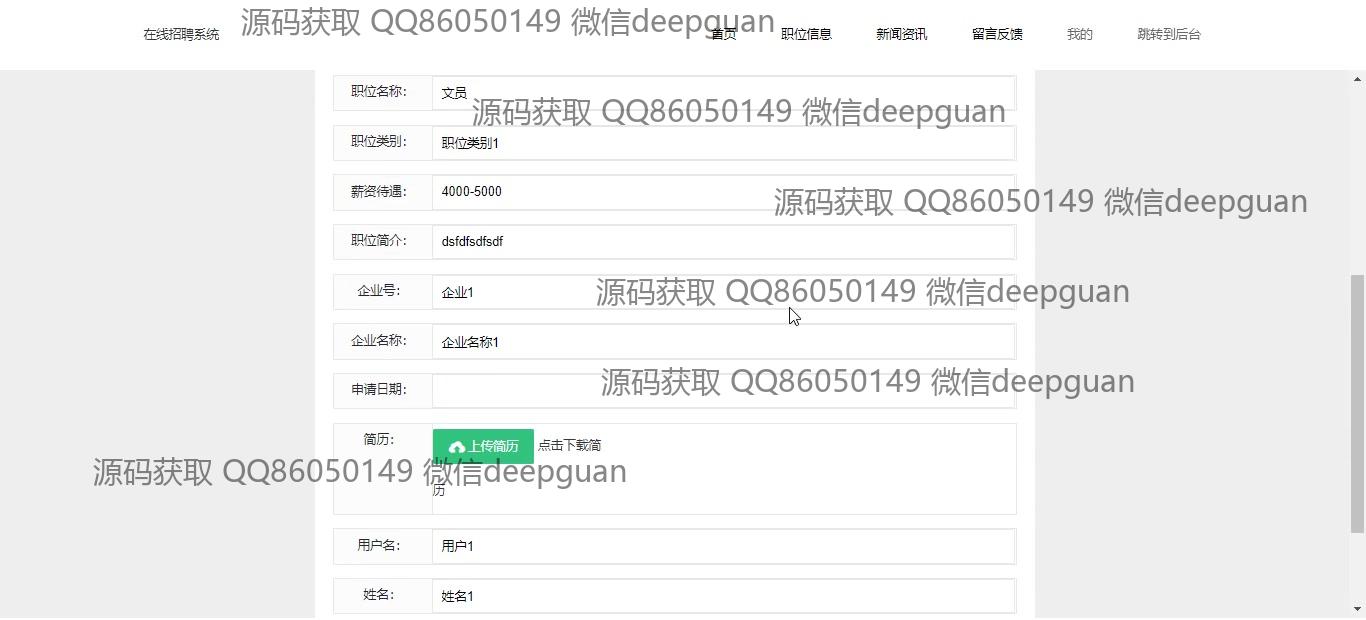 在线招聘系统 首页 职位信息 新闻资讯 留言反馈 我的 跳转到后台
源码获取 QQ86050149 微信deepguan
职位名称: 文员
源码获取 QQ86050149 微信deepguan
职位类别: 职位类别1
薪资待遇: 4000-5000
源码获取 QQ86050149 微信deepguan
职位简介: dsfdfsdfsdf
企业号: 企业1
源码获取 QQ86050149 微信deepguan
企业名称: 企业名称1
申请日期:
源码获取 QQ86050149 微信deepguan
简历: 上传简历 点击下载简
历
源码获取 QQ86050149 微信deepguan
用户名: 用户1
姓名: 姓名1